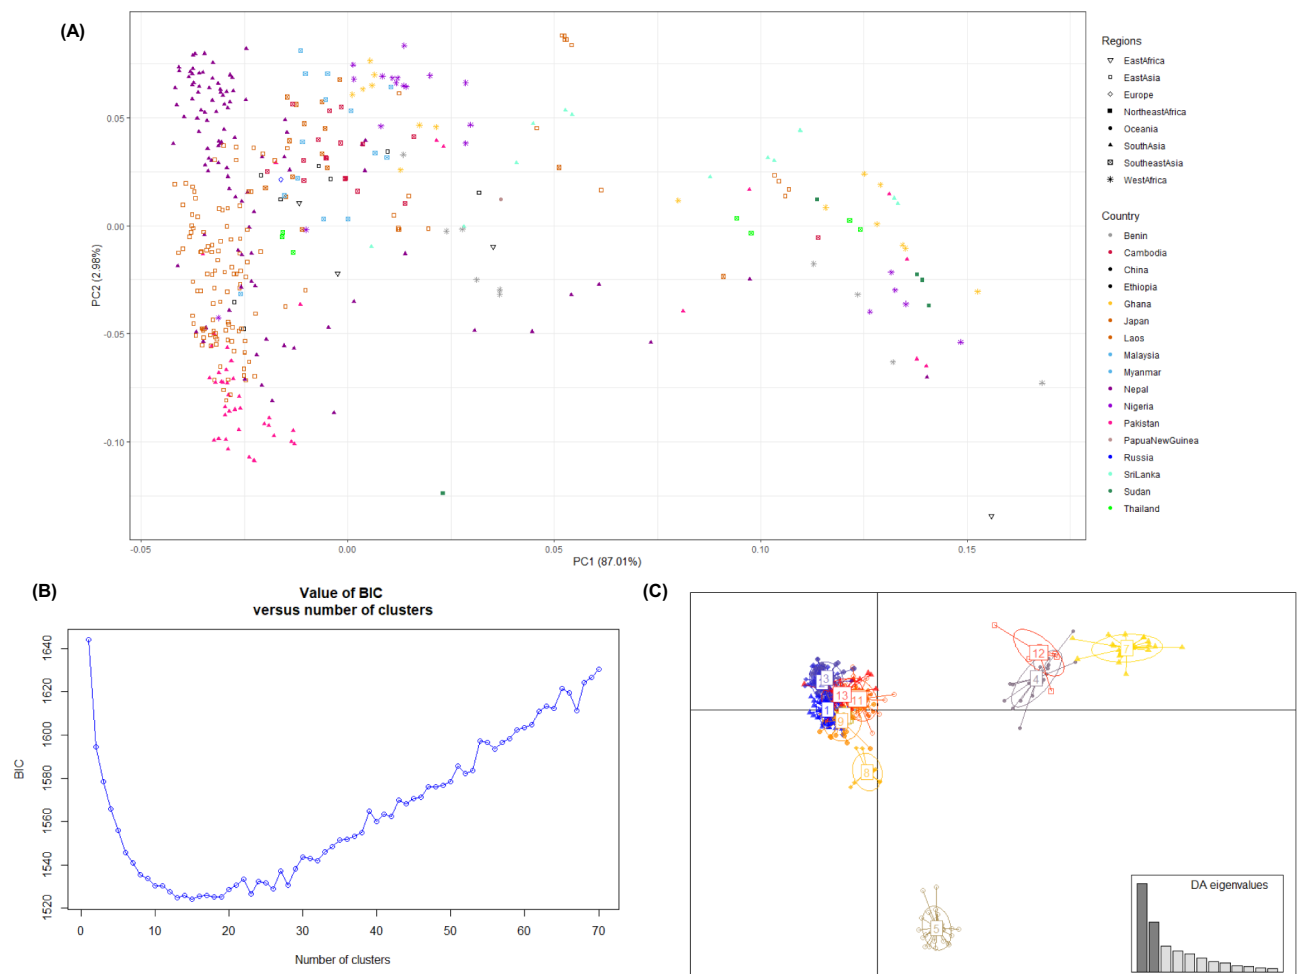 (A)
0.05
0.00
-0.05
-0.10
PC2 (2.98%)
-0.05
0.00
0.05
0.10
0.15
PC1 (87.01%)
Regions
EastAfrica
EastAsia
Europe
NortheastAfrica
Oceania
SouthAsia
SoutheastAsia
WestAfrica
Country
Benin
Cambodia
China
Ethiopia
Ghana
Japan
Laos
Malaysia
Myanmar
Nepal
Nigeria
Pakistan
PapuaNewGuinea
Russia
SriLanka
Sudan
Thailand
(B)
Value of BIC
versus number of clusters
1640
1620
1600
1580
1560
1540
1520
BIC
0
10
20
30
40
50
60
70
Number of clusters
(C)
12
7
4
13
11
1
9
8
5
DA eigenvalues